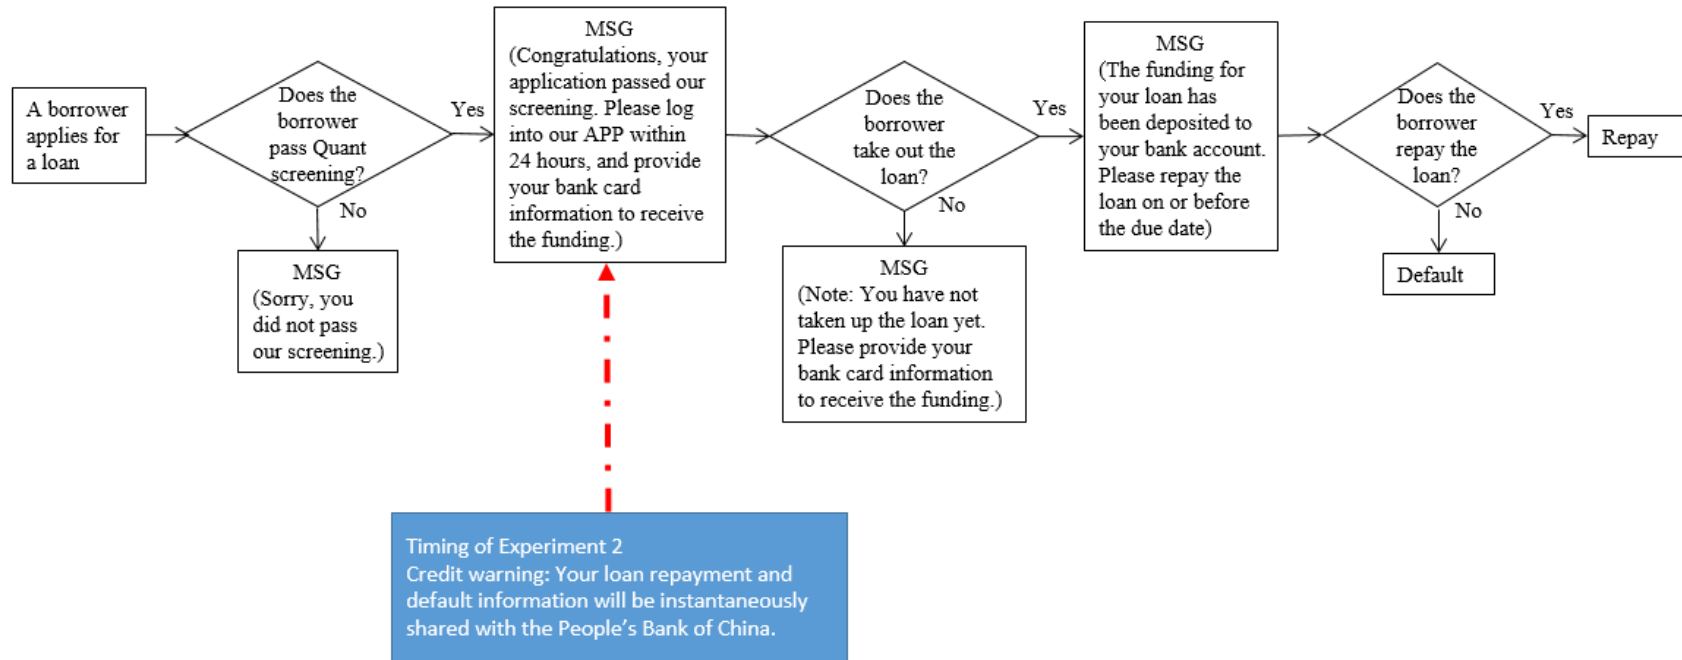 A borrower
applies for
a loan
Does the
borrower
pass Quant
screening?
Yes
No
MSG
(Sorry, you
did not pass
our screening.)
MSG
(Congratulations, your
application passed our
screening. Please log
into our APP within
24 hours, and provide
your bank card
information to receive
the funding.)
Does the
borrower
take out the
loan?
Yes
No
MSG
(Note: You have not
taken up the loan yet.
Please provide your
bank card information
to receive the funding.)
MSG
(The funding for
your loan has
been deposited to
your bank account.
Please repay the
loan on or before
the due date)
Does the
borrower
repay the
loan?
Yes
Repay
No
Default
Timing of Experiment 2
Credit warning: Your loan repayment and
default information will be instantaneously
shared with the People’s Bank of China.